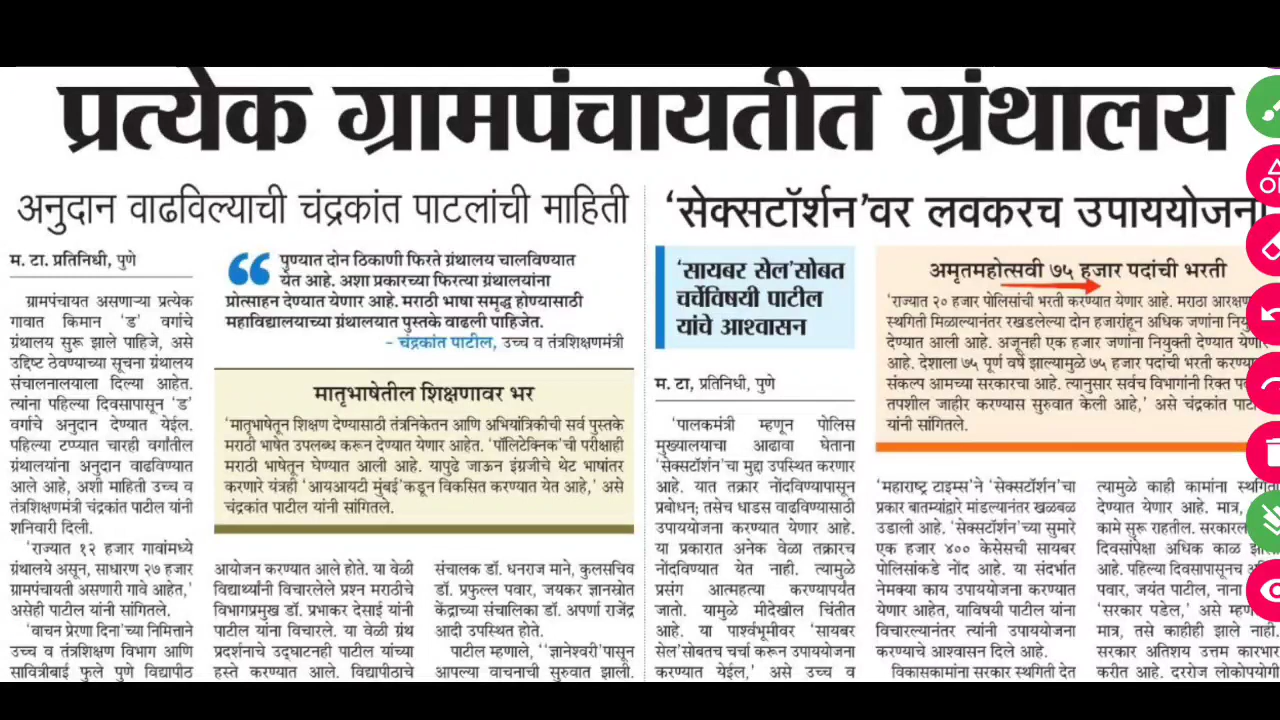 प्रत्येक ग्रामपंचायतीत ग्रंथालय
अनुदान वाढविल्याची चंद्रकांत पाटलांची माहिती
म. टा. प्रतिनिधी, पुणे
ग्रामपंचायत असणाऱ्या प्रत्येक
गावात किमान ‘ड’ वर्गाचे
ग्रंथालय सुरू झाले पाहिजे, असे
उद्दिष्ट ठेवण्याच्या सूचना ग्रंथालय
संचालनालयाला दिल्या आहेत.
त्यांना पहिल्या दिवसापासून ‘ड’
वर्गाचे अनुदान देण्यात येईल.
पहिल्या टप्प्यात चारही वर्गांतील
ग्रंथालयांना अनुदान वाढविण्यात
आले आहे, अशी माहिती उच्च व
तंत्रशिक्षणमंत्री चंद्रकांत पाटील यांनी
शनिवारी दिली.
‘राज्यात १२ हजार गावांमध्ये
ग्रंथालये असून, साधारण २७ हजार
ग्रामपंचायती असणारी गावे आहेत,’
असेही पाटील यांनी सांगितले.
‘वाचन प्रेरणा दिना’च्या निमित्ताने
उच्च व तंत्रशिक्षण विभाग आणि
सावित्रीबाई फुले पुणे विद्यापीठ
“ पुण्यात दोन ठिकाणी फिरते ग्रंथालय चालविण्यात
येत आहे. अशा प्रकारच्या फिरत्या ग्रंथालयांना
प्रोत्साहन देण्यात येणार आहे. मराठी भाषा समृद्ध होण्यासाठी
महाविद्यालयाच्या ग्रंथालयात पुस्तके वाढली पाहिजेत.
- चंद्रकांत पाटील, उच्च व तंत्रशिक्षणमंत्री
मातृभाषेतील शिक्षणावर भर
‘मातृभाषेतून शिक्षण देण्यासाठी तंत्रनिकेतन आणि अभियांत्रिकीची सर्व पुस्तके
मराठी भाषेत उपलब्ध करून देण्यात येणार आहेत. ‘पॉलिटेक्निक’ची परीक्षाही
मराठी भाषेतून घेण्यात आली आहे. यापुढे जाऊन इंग्रजीचे थेट भाषांतर
करणारे यंत्रही ‘आयआयटी मुंबई’कडून विकसित करण्यात येत आहे,’ असे
चंद्रकांत पाटील यांनी सांगितले.
आयोजन करण्यात आले होते. या वेळी
विद्यार्थ्यांनी विचारलेले प्रश्न मराठीचे
विभागप्रमुख डॉ. प्रभाकर देसाई यांनी
पाटील यांना विचारले. या वेळी ग्रंथ
प्रदर्शनाचे उद्घाटनही पाटील यांच्या
हस्ते करण्यात आले. विद्यापीठाचे
संचालक डॉ. धनराज माने, कुलसचिव
डॉ. प्रफुल्ल पवार, जयकर ज्ञानस्रोत
केंद्राच्या संचालिका डॉ. अपर्णा राजेंद्र
आदी उपस्थित होते.
पाटील म्हणाले, ‘‘ज्ञानेश्वरी’पासून
आपल्या वाचनाची सुरुवात झाली.
‘सेक्सटॉर्शन’वर लवकरच उपाययोजना
‘सायबर सेल’सोबत
चर्चेविषयी पाटील
यांचे आश्वासन
म. टा, प्रतिनिधी, पुणे
‘पालकमंत्री म्हणून पोलिस
मुख्यालयाचा आढावा घेताना
‘सेक्सटॉर्शन’चा मुद्दा उपस्थित करणार
आहे. यात तक्रार नोंदविण्यापासून
प्रबोधन; तसेच धाडस वाढविण्यासाठी
उपाययोजना करण्यात येणार आहे.
या प्रकारात अनेक वेळा तक्रारच
नोंदविण्यात येत नाही. त्यामुळे
प्रसंग आत्महत्या करण्यापर्यंत
जातो. यामुळे मीदेखील चिंतीत
आहे. या पार्श्वभूमीवर ‘सायबर
सेल’सोबतच चर्चा करून उपाययोजना
करण्यात येईल,’ असे उच्च व
अमृतमहोत्सवी ७५ हजार पदांची भरती
‘राज्यात २० हजार पोलिसांची भरती करण्यात येणार आहे. मराठा
स्थगिती मिळाल्यानंतर रखडलेल्या दोन हजारांहून अधिक जणांना
देण्यात आली आहे. अजूनही एक हजार जणांना नियुक्ती देण्यात
आहे. देशाला ७५ पूर्ण वर्षे झाल्यामुळे ७५ हजार पदांची भरती
संकल्प आमच्या सरकारचा आहे. त्यानुसार सर्वच विभागांनी रिक्त
तपशील जाहीर करण्यास सुरुवात केली आहे,’ असे चंद्रकांत
यांनी सांगितले.
‘महाराष्ट्र टाइम्स’ने ‘सेक्सटॉर्शन’चा
प्रकार बातम्यांद्वारे मांडल्यानंतर खळबळ
उडाली आहे. ‘सेक्सटॉर्शन’च्या सुमारे
एक हजार ४०० केसेसची सायबर
पोलिसांकडे नोंद आहे. या संदर्भात
नेमक्या काय उपाययोजना करण्यात
येणार आहेत, याविषयी पाटील यांना
विचारल्यानंतर त्यांनी उपाययोजना
करण्याचे आश्वासन दिले आहे.
विकासकामांना सरकार स्थगिती देत
त्यामुळे काही कामांना स्थगिती
देण्यात येणार आहे. मात्र,
कामे सुरू राहतील.
दिवसांपेक्षा अधिक काळ
आहे. पहिल्या दिवसापासूनच
पवार, जयंत पाटील, नाना
‘सरकार पडेल,’ असे
मात्र, तसे काहीही झाले नाही.
सरकार अतिशय उत्तम कारभार
करीत आहे. दररोज लोकोपयोगी